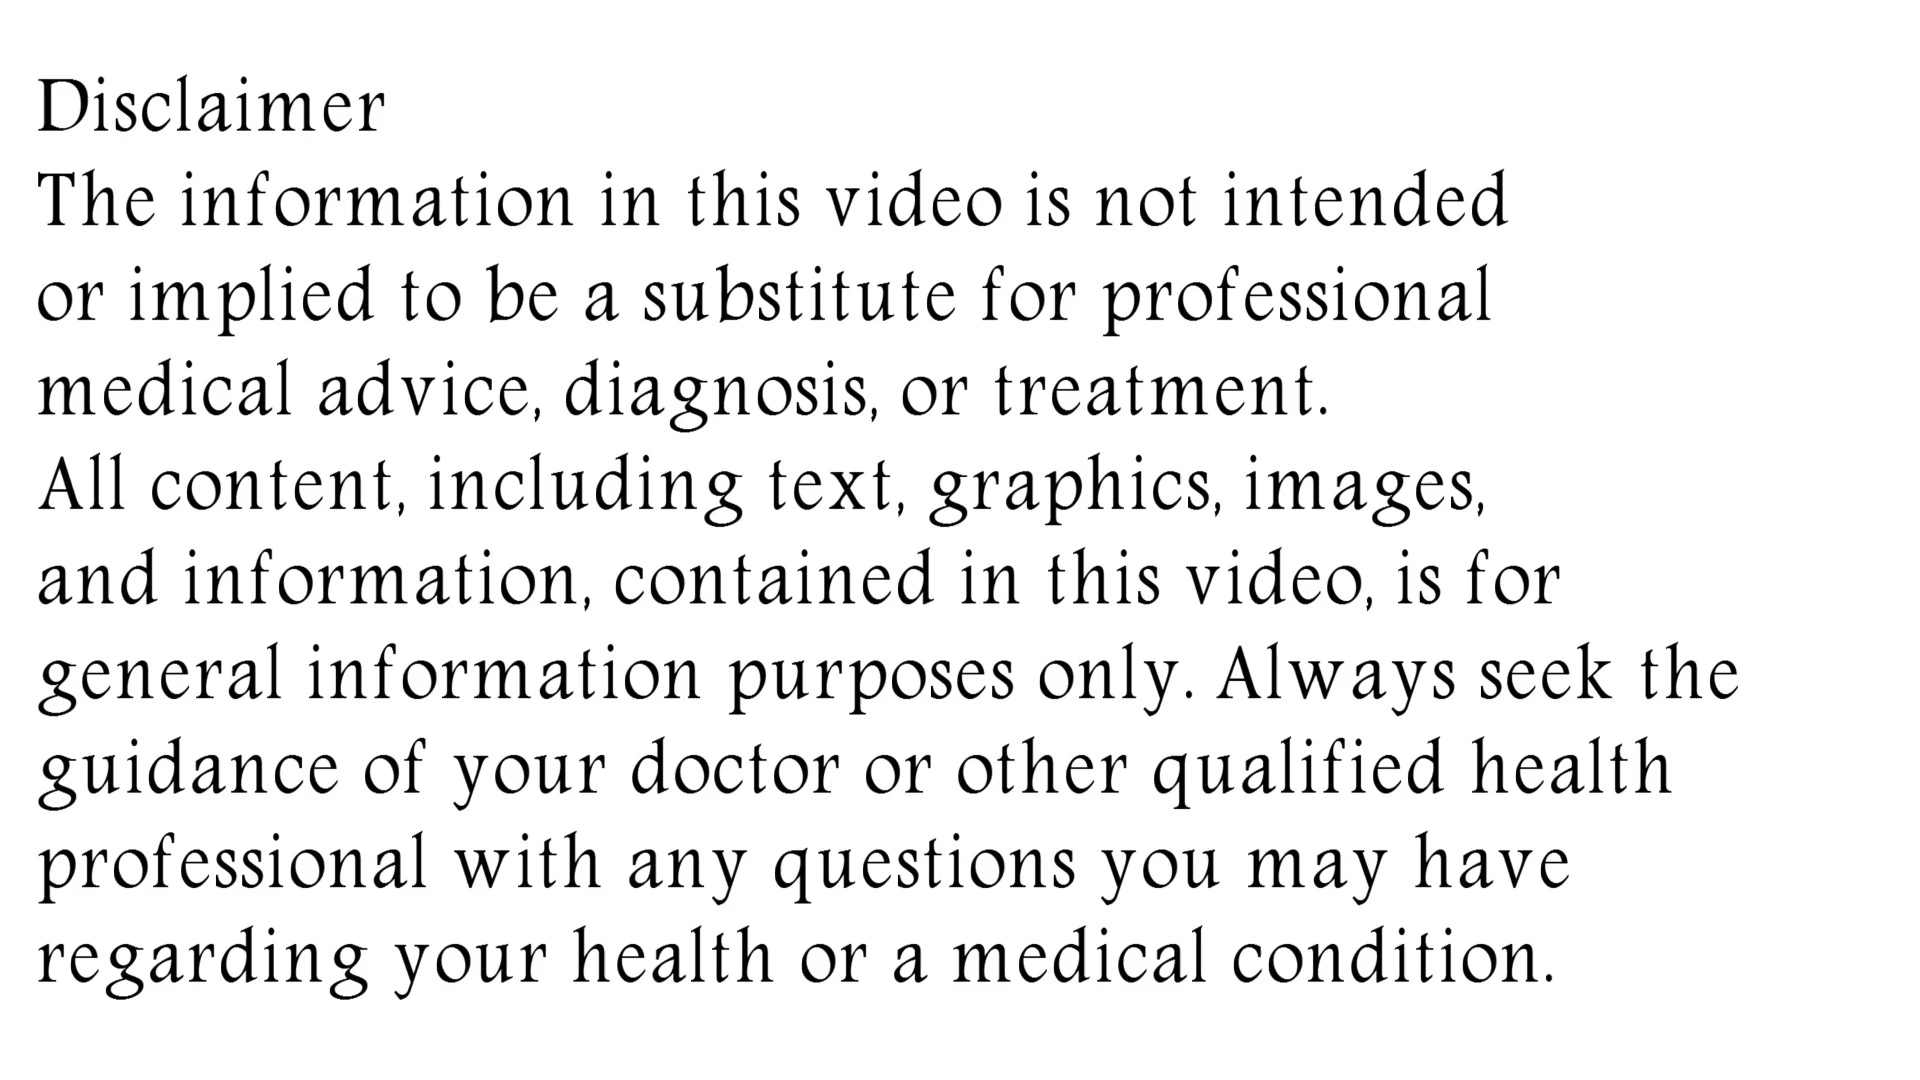 Disclaimer
The information in this video is not intended
or implied to be a substitute for professional
medical advice, diagnosis, or treatment.
All content, including text, graphics, images,
and information, contained in this video, is for
general information purposes only. Always seek the
guidance of your doctor or other qualified health
professional with any questions you may have
regarding your health or a medical condition.